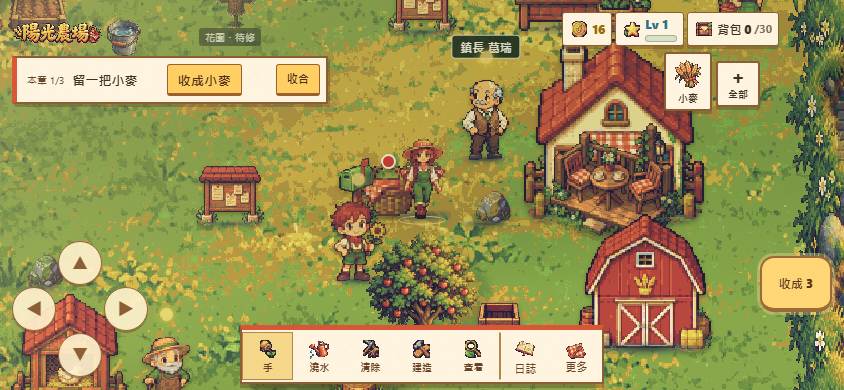 陽光農場
花圃·待修
鎮長 葛瑞
16
Lv 1
背包 0/30
本章 1/3 留一把小麥
收成小麥
收合
小麥
+
全部
收成 3
手
澆水
清除
建造
查看
日誌
更多